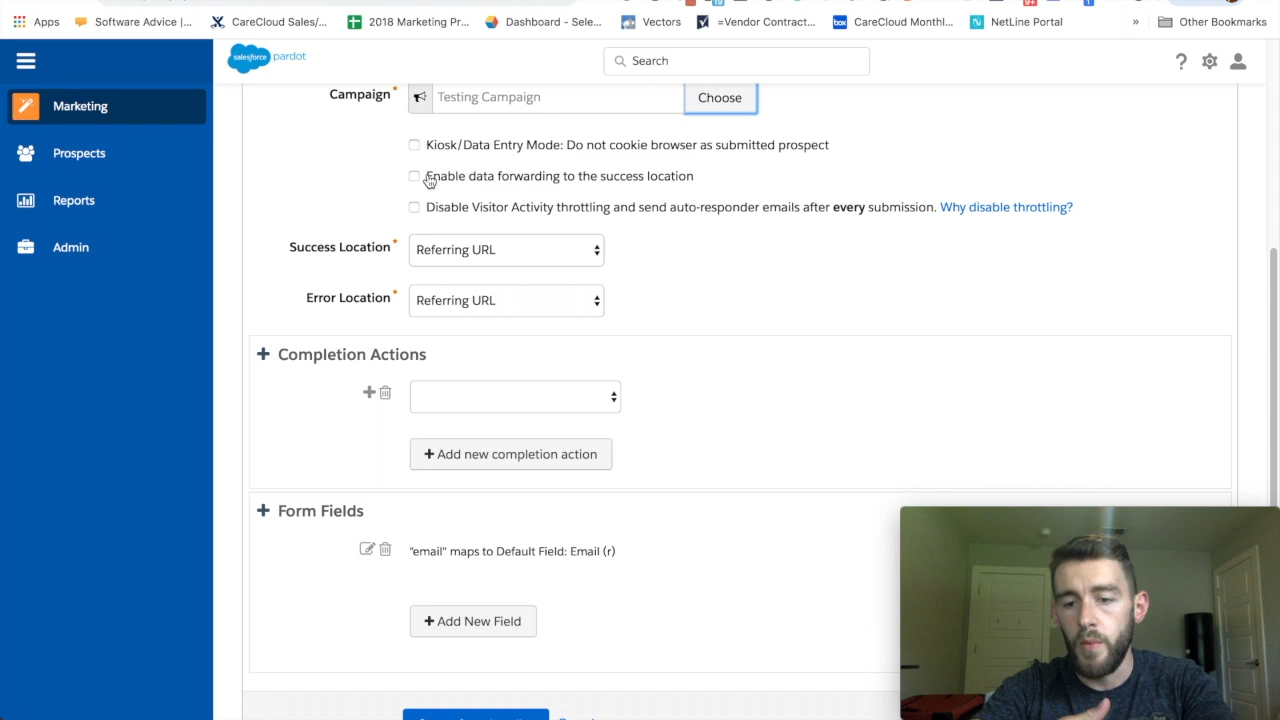 Apps
Software Advice |...
CareCloud Sales/...
2018 Marketing Pr...
Dashboard - Sele...
Vectors
=Vendor Contract...
box
CareCloud Monthl...
N
NetLine Portal
»
Other Bookmarks
salesforce pardot
Search
?
Marketing
Prospects
Reports
Admin
Campaign*
Testing Campaign
Choose
Kiosk/Data Entry Mode: Do not cookie browser as submitted prospect
Enable data forwarding to the success location
Disable Visitor Activity throttling and send auto-responder emails after every submission. Why disable throttling?
Success Location*
Referring URL
Error Location*
Referring URL
+ Completion Actions
+ Add new completion action
+ Form Fields
"email" maps to Default Field: Email (r)
+ Add New Field